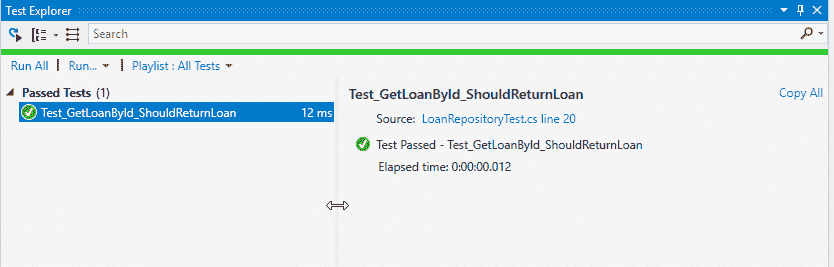 Test Explorer
Search
Run All | Run... | Playlist : All Tests
Passed Tests (1)
Test_GetLoanById_ShouldReturnLoan 12 ms
Test_GetLoanById_ShouldReturnLoan
Copy All
Source: LoanRepositoryTest.cs line 20
Test Passed - Test_GetLoanById_ShouldReturnLoan
Elapsed time: 0:00:00.012